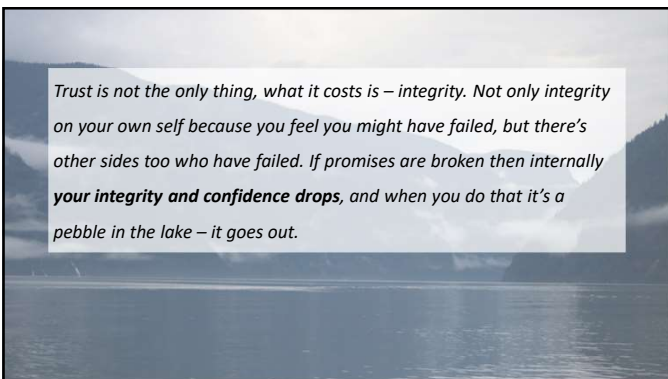 Trust is not the only thing, what it costs is – integrity. Not only integrity
on your own self because you feel you might have failed, but there's
other sides too who have failed. If promises are broken then internally
your integrity and confidence drops, and when you do that it's a
pebble in the lake – it goes out.